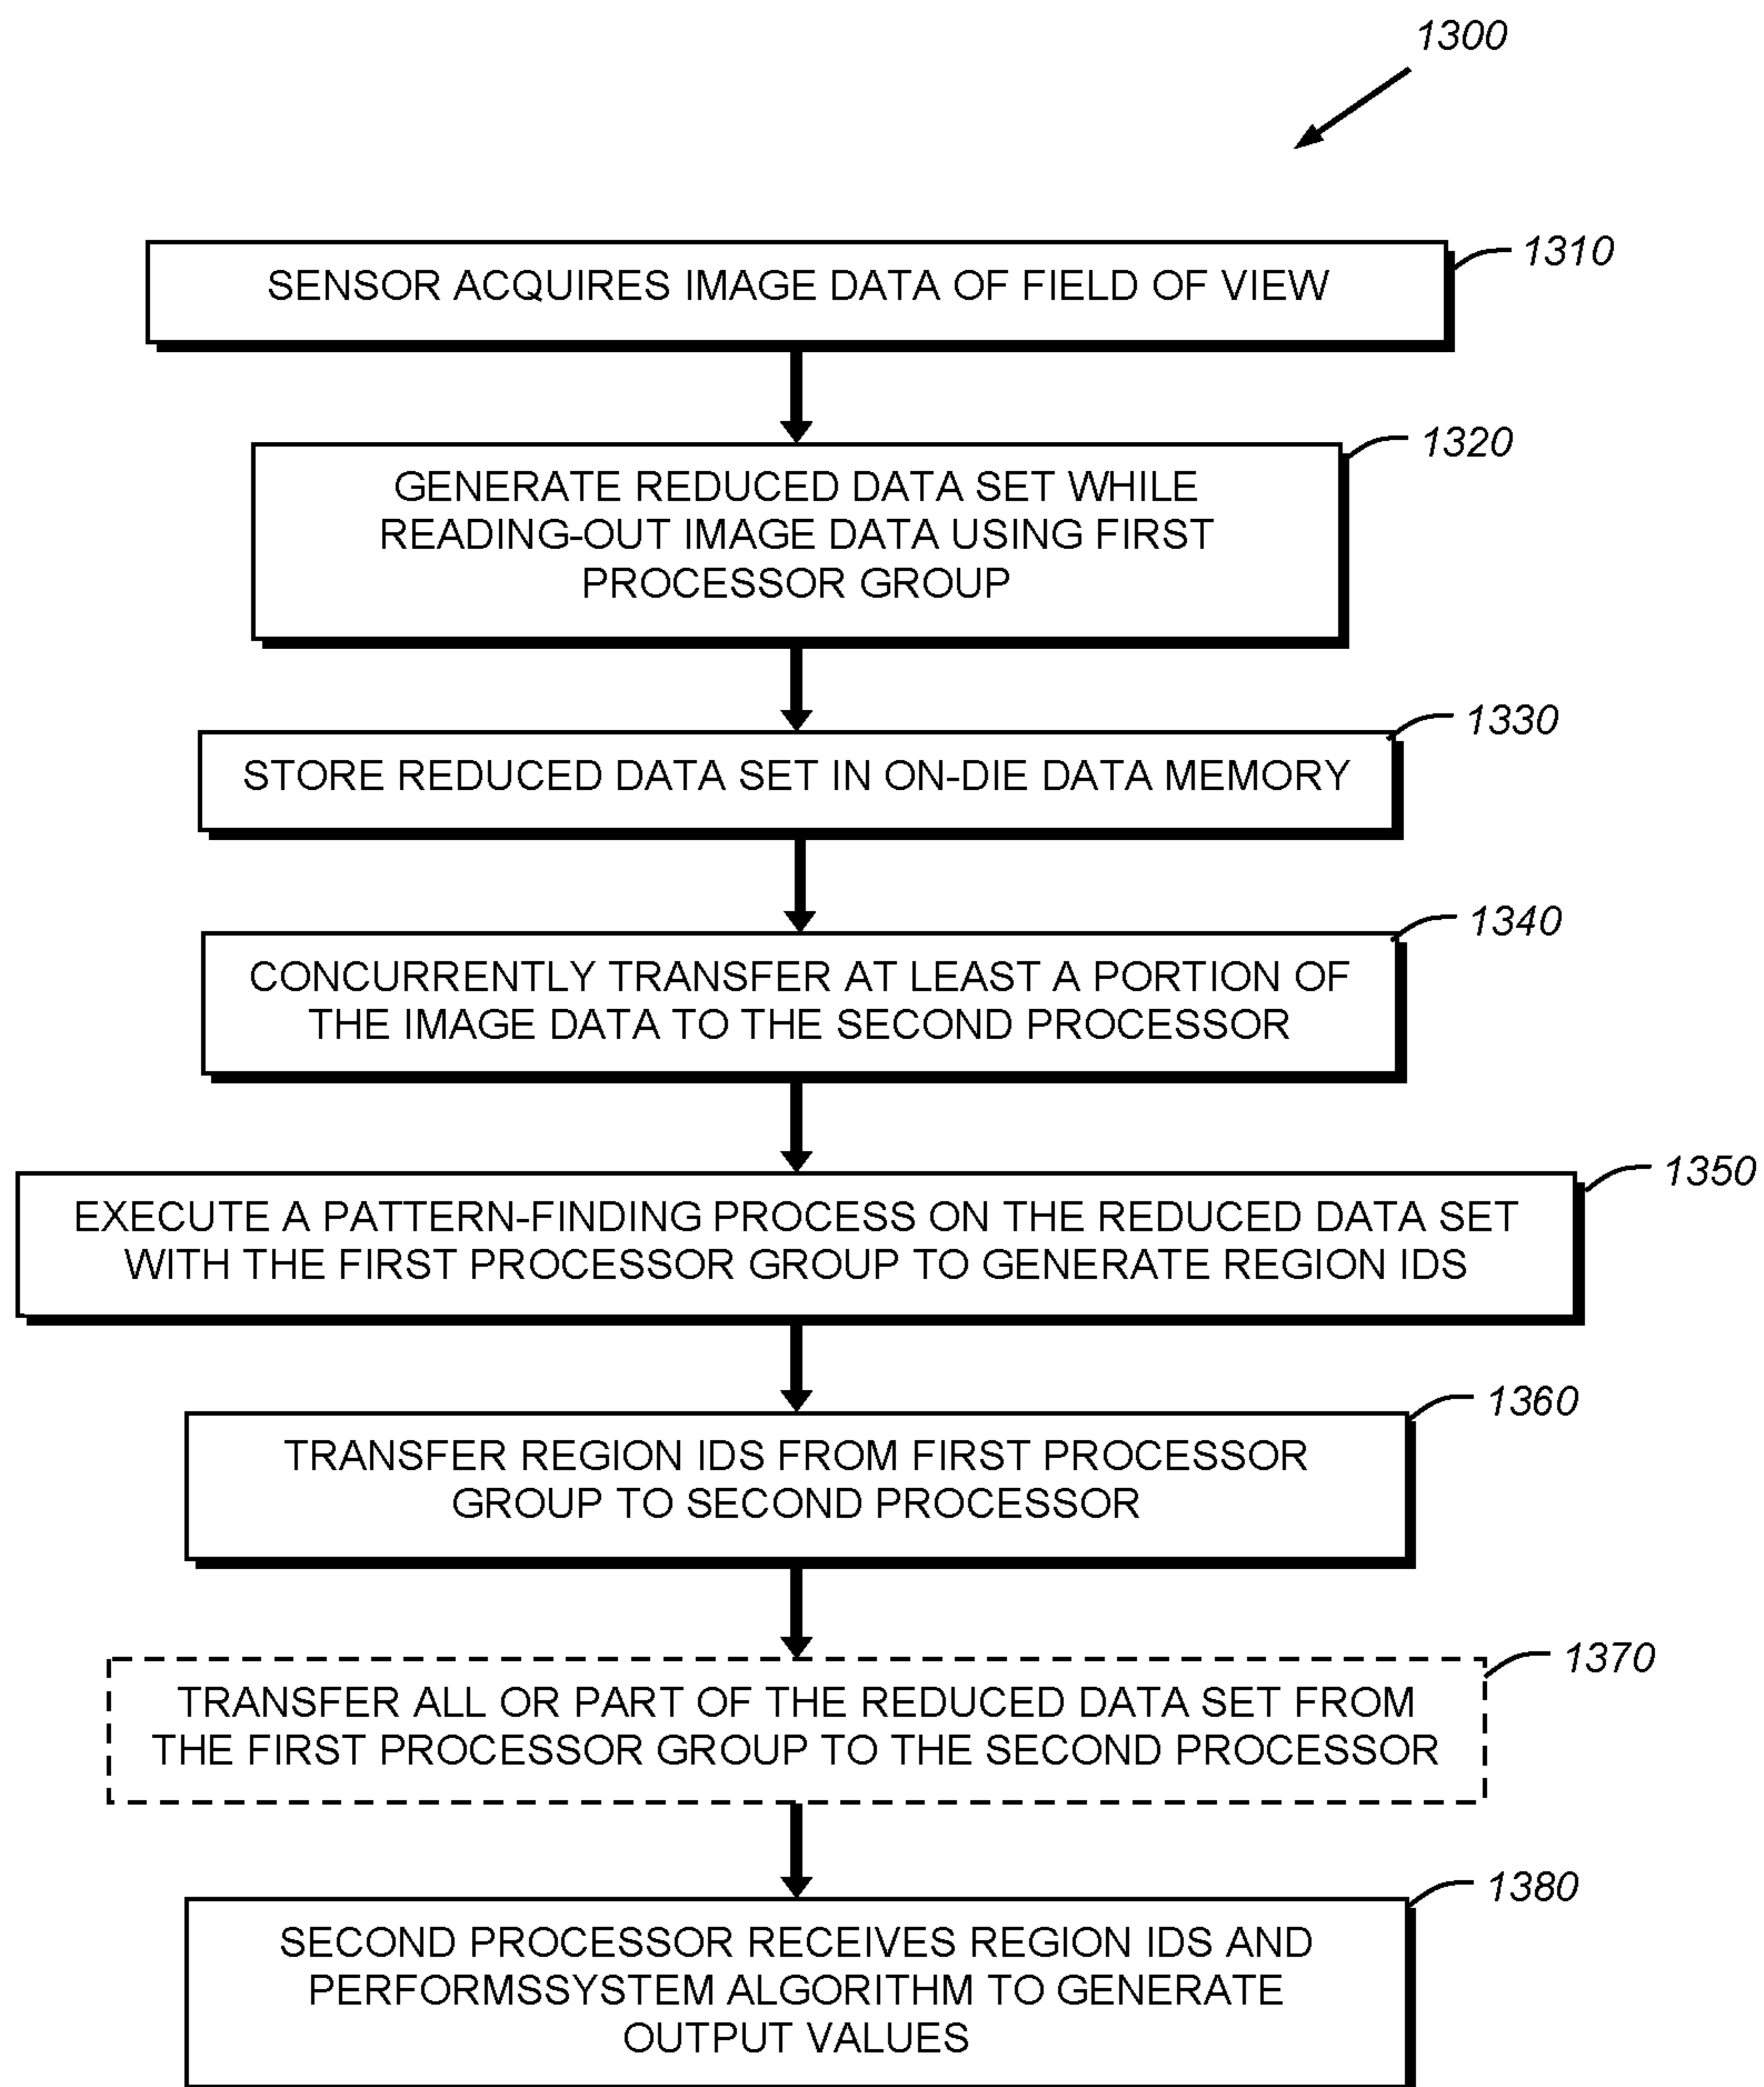 1300
1310
SENSOR ACQUIRES IMAGE DATA OF FIELD OF VIEW
1320
GENERATE REDUCED DATA SET WHILE
READING-OUT IMAGE DATA USING FIRST
PROCESSOR GROUP
1330
STORE REDUCED DATA SET IN ON-DIE DATA MEMORY
1340
CONCURRENTLY TRANSFER AT LEAST A PORTION OF
THE IMAGE DATA TO THE SECOND PROCESSOR
1350
EXECUTE A PATTERN-FINDING PROCESS ON THE REDUCED DATA SET
WITH THE FIRST PROCESSOR GROUP TO GENERATE REGION IDS
1360
TRANSFER REGION IDS FROM FIRST PROCESSOR
GROUP TO SECOND PROCESSOR
1370
TRANSFER ALL OR PART OF THE REDUCED DATA SET FROM
THE FIRST PROCESSOR GROUP TO THE SECOND PROCESSOR
1380
SECOND PROCESSOR RECEIVES REGION IDS AND
PERFORMSSYSTEM ALGORITHM TO GENERATE
OUTPUT VALUES